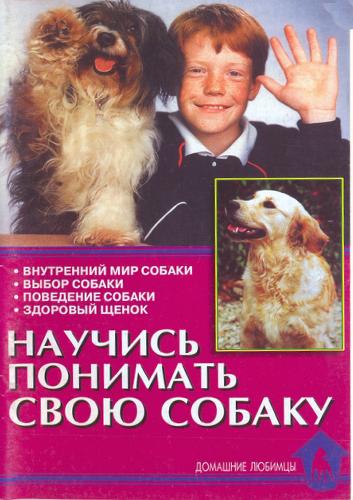 • ВНУТРЕННИЙ МИР СОБАКИ
• ВЫБОР СОБАКИ
• ПОВЕДЕНИЕ СОБАКИ
• ЗДОРОВЫЙ ЩЕНОК
НАУЧИСЬ
ПОНИМАТЬ
СВОЮ СОБАКУ
ДОМАШНИЕ ЛЮБИМЦЫ